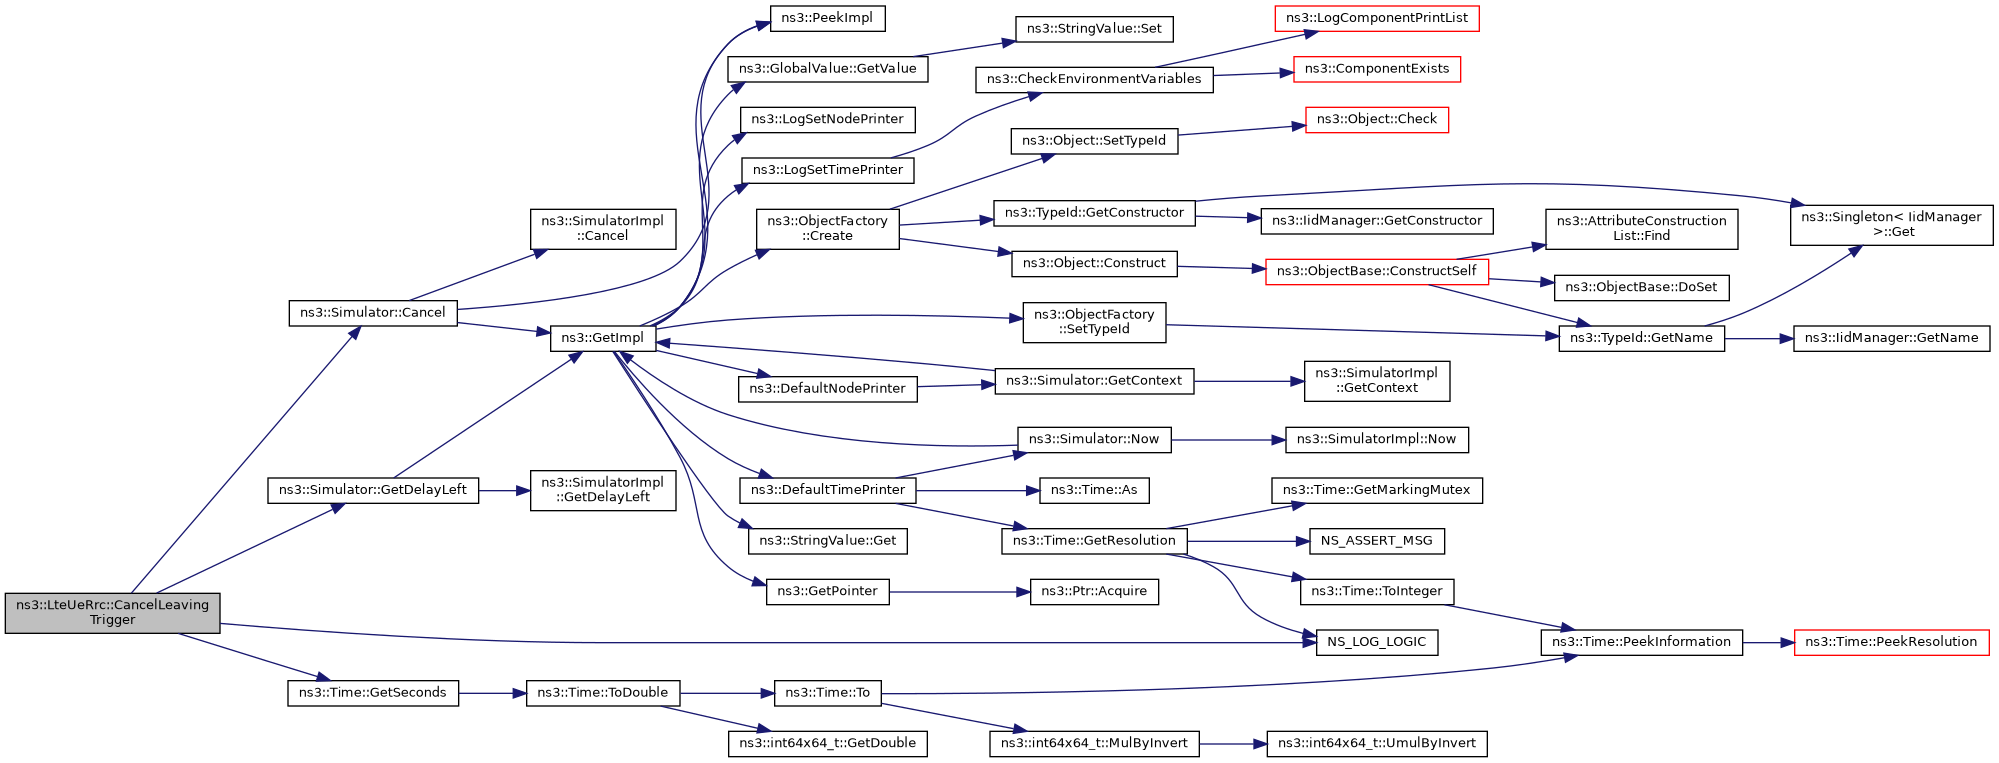 ns3::LteUeRrc::CancelLeaving
Trigger
ns3::Simulator::Cancel
ns3::Simulator::GetDelayLeft
ns3::Time::GetSeconds
ns3::SimulatorImpl
::Cancel
ns3::GetImpl
ns3::SimulatorImpl
::GetDelayLeft
ns3::Time::ToDouble
ns3::PeekImpl
ns3::GlobalValue::GetValue
ns3::LogSetNodePrinter
ns3::LogSetTimePrinter
ns3::ObjectFactory
::Create
ns3::DefaultNodePrinter
ns3::DefaultTimePrinter
ns3::StringValue::Get
ns3::GetPointer
ns3::Time::To
ns3::int64x64_t::GetDouble
ns3::StringValue::Set
ns3::CheckEnvironmentVariables
ns3::Object::SetTypeId
ns3::TypeId::GetConstructor
ns3::Object::Construct
ns3::ObjectFactory
::SetTypeId
ns3::Simulator::GetContext
ns3::Simulator::Now
ns3::Time::As
ns3::Time::GetResolution
ns3::Ptr::Acquire
ns3::int64x64_t::MulByInvert
ns3::LogComponentPrintList
ns3::ComponentExists
ns3::Object::Check
ns3::IidManager::GetConstructor
ns3::ObjectBase::ConstructSelf
ns3::SimulatorImpl
::GetContext
ns3::SimulatorImpl::Now
ns3::Time::GetMarkingMutex
NS_ASSERT_MSG
ns3::Time::ToInteger
NS_LOG_LOGIC
ns3::int64x64_t::UmulByInvert
ns3::AttributeConstruction
List::Find
ns3::ObjectBase::DoSet
ns3::TypeId::GetName
ns3::Time::PeekInformation
ns3::Singleton< IidManager
>::Get
ns3::IidManager::GetName
ns3::Time::PeekResolution